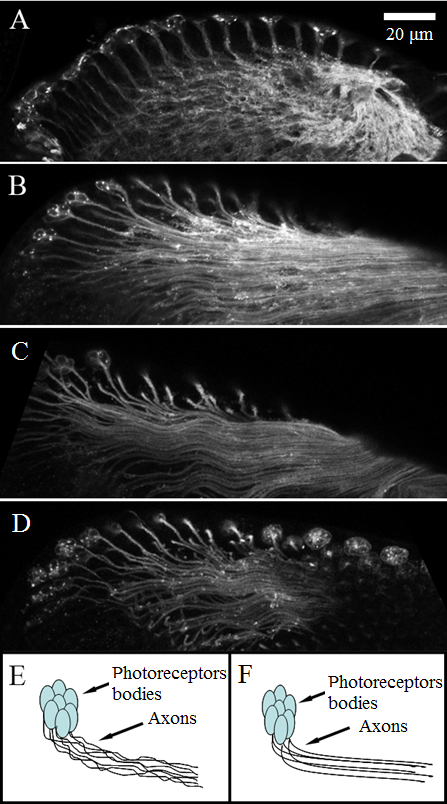 A
20 µm
B
C
D
E
Photoreceptors
bodies
Axons
F
Photoreceptors
bodies
Axons